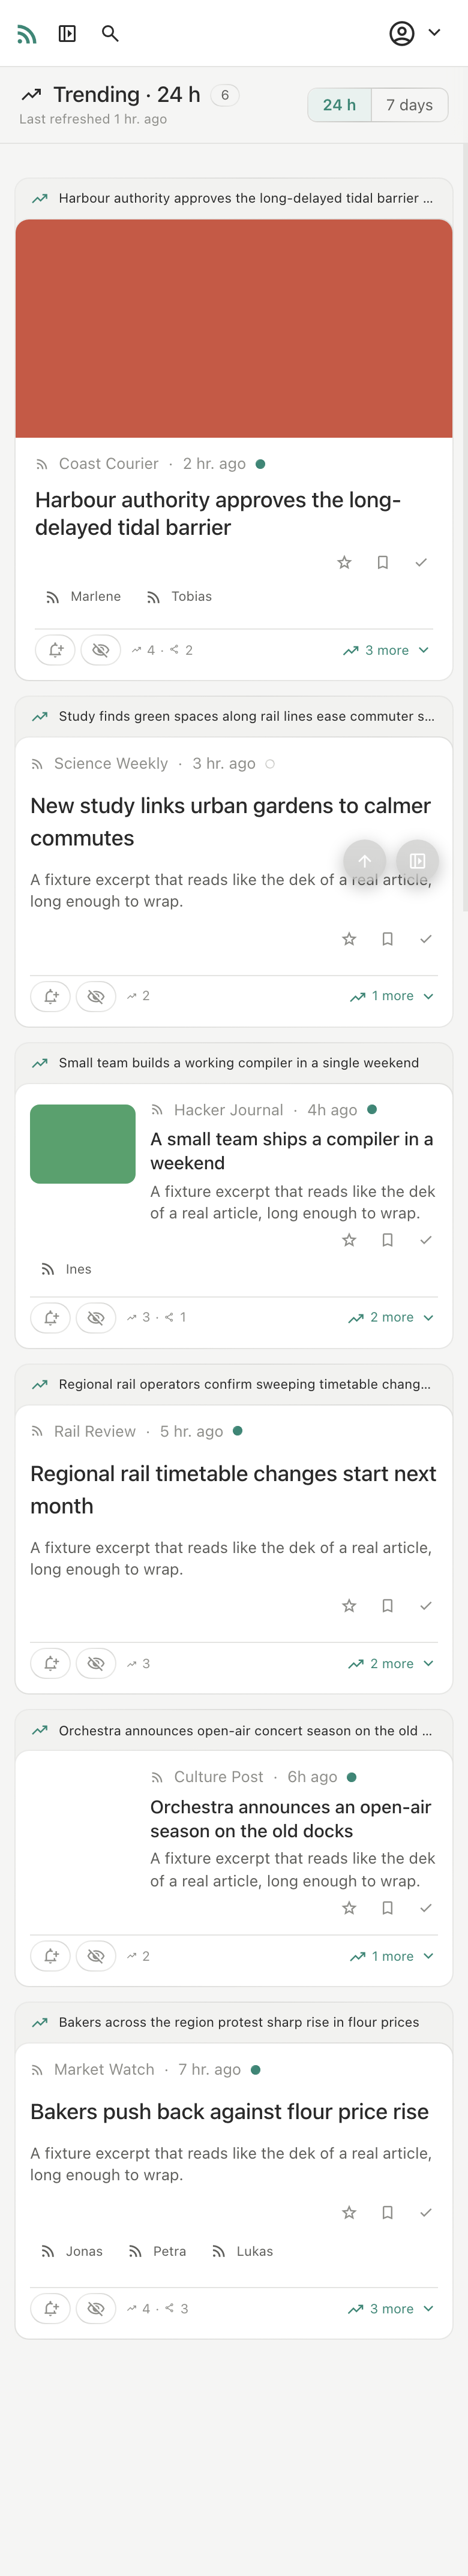 Trending · 24 h 6
Last refreshed 1 hr. ago
24 h 7 days
Harbour authority approves the long-delayed tidal barrier ...
Coast Courier · 2 hr. ago
Harbour authority approves the long-
delayed tidal barrier
Marlene Tobias
4 · 2 3 more
Study finds green spaces along rail lines ease commuter s...
Science Weekly · 3 hr. ago
New study links urban gardens to calmer
commutes
A fixture excerpt that reads like the dek of a real article,
long enough to wrap.
2 1 more
Small team builds a working compiler in a single weekend
Hacker Journal · 4h ago
A small team ships a compiler in a
weekend
A fixture excerpt that reads like the dek
of a real article, long enough to wrap.
Ines
3 · 1 2 more
Regional rail operators confirm sweeping timetable chang...
Rail Review · 5 hr. ago
Regional rail timetable changes start next
month
A fixture excerpt that reads like the dek of a real article,
long enough to wrap.
3 2 more
Orchestra announces open-air concert season on the old ...
Culture Post · 6h ago
Orchestra announces an open-air
season on the old docks
A fixture excerpt that reads like the dek
of a real article, long enough to wrap.
2 1 more
Bakers across the region protest sharp rise in flour prices
Market Watch · 7 hr. ago
Bakers push back against flour price rise
A fixture excerpt that reads like the dek of a real article,
long enough to wrap.
Jonas Petra Lukas
4 · 3 3 more